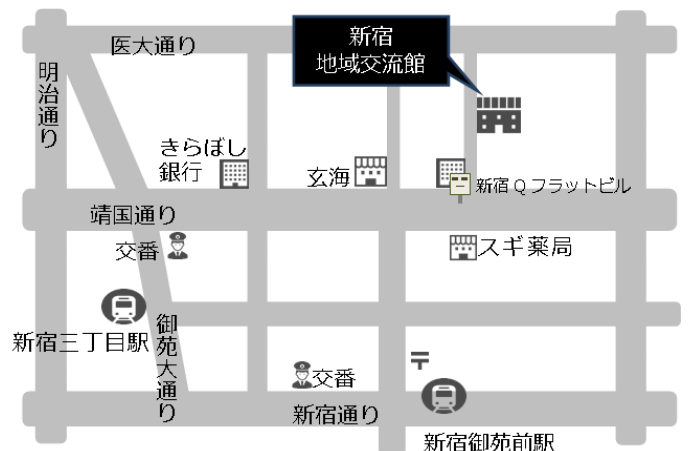 医大通り
新宿
地域交流館
明治通り
きらぼし
銀行
玄海
新宿Qフラットビル
靖国通り
交番
スギ薬局
新宿三丁目駅
御苑大通り
〒
交番
新宿通り
新宿御苑前駅